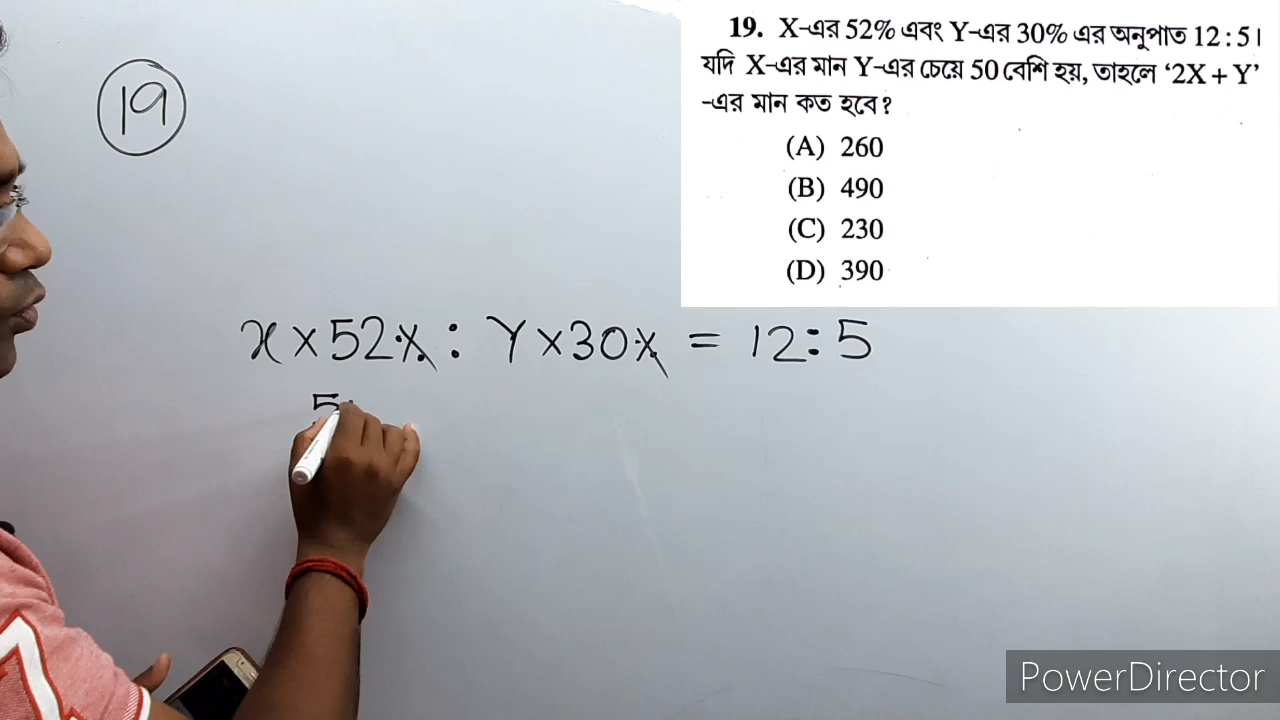 19. X-এর 52% এবং Y-এর 30% এর অনুপাত 12 : 5।
যদি X-এর মান Y-এর চেয়ে 50 বেশি হয়, তাহলে ‘2X + Y’
-এর মান কত হবে?
(A) 260
(B) 490
(C) 230
(D) 390
19
x × 52% : Y × 30% = 12 : 5
5
PowerDirector